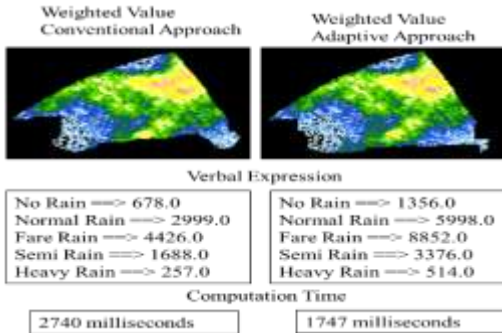 Weighted Value
Conventional Approach
Weighted Value
Adaptive Approach
Verbal Expression
No Rain ==> 678.0
Normal Rain ==> 2999.0
Fare Rain ==> 4426.0
Semi Rain ==> 1688.0
Heavy Rain ==> 257.0
No Rain ==> 1356.0
Normal Rain ==> 5998.0
Fare Rain ==> 8852.0
Semi Rain ==> 3376.0
Heavy Rain ==> 514.0
Computation Time
2740 milliseconds
1747 milliseconds